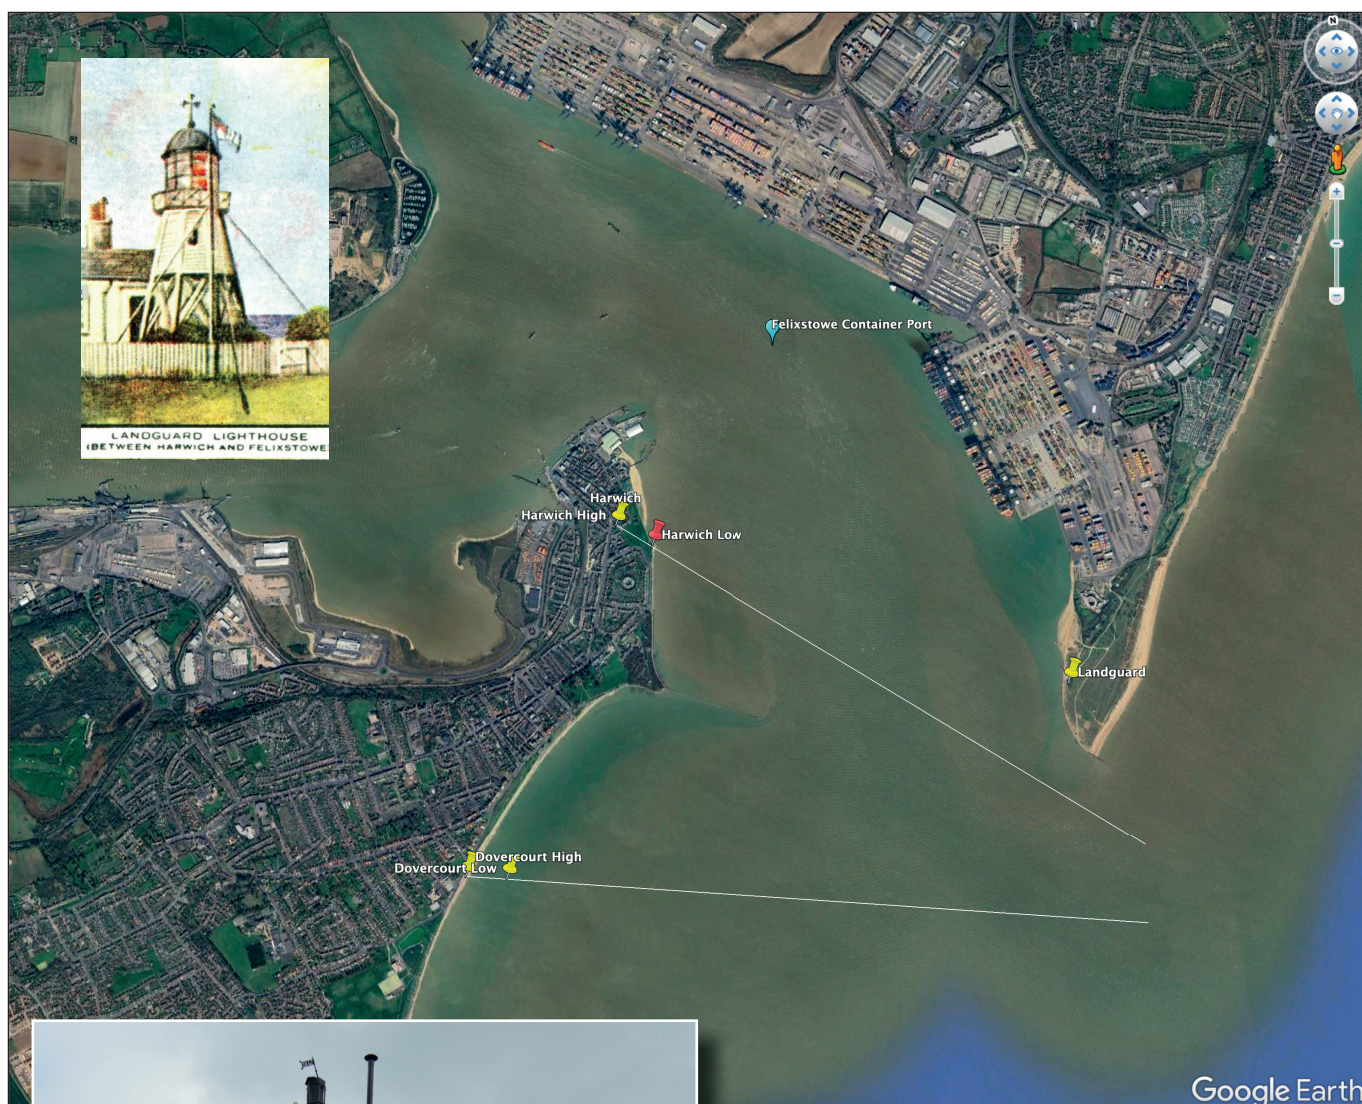 N
LANDGUARD LIGHTHOUSE
(BETWEEN HARWICH AND FELIXSTOWE
Felixstowe Container Port
Harwich
Harwich High
Harwich Low
Landguard
Dovercourt High
Dovercourt Low
Google Earth